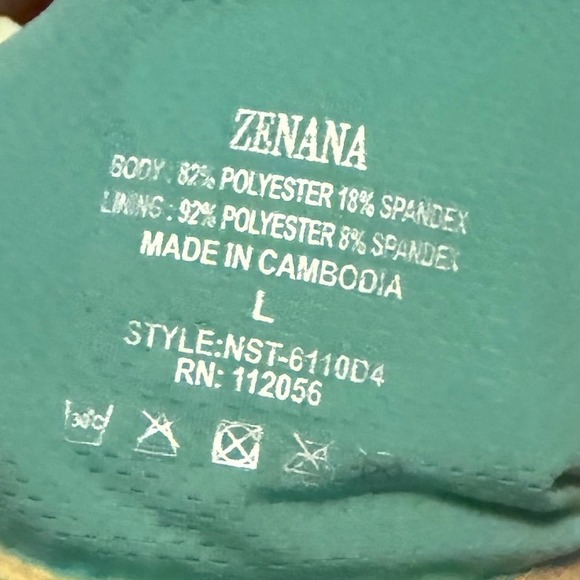 ZENANA
BODY : 82% POLYESTER 18% SPANDEX
LINING : 92% POLYESTER 8% SPANDEX
MADE IN CAMBODIA
L
STYLE:NST-6110D4
RN: 112056
30C